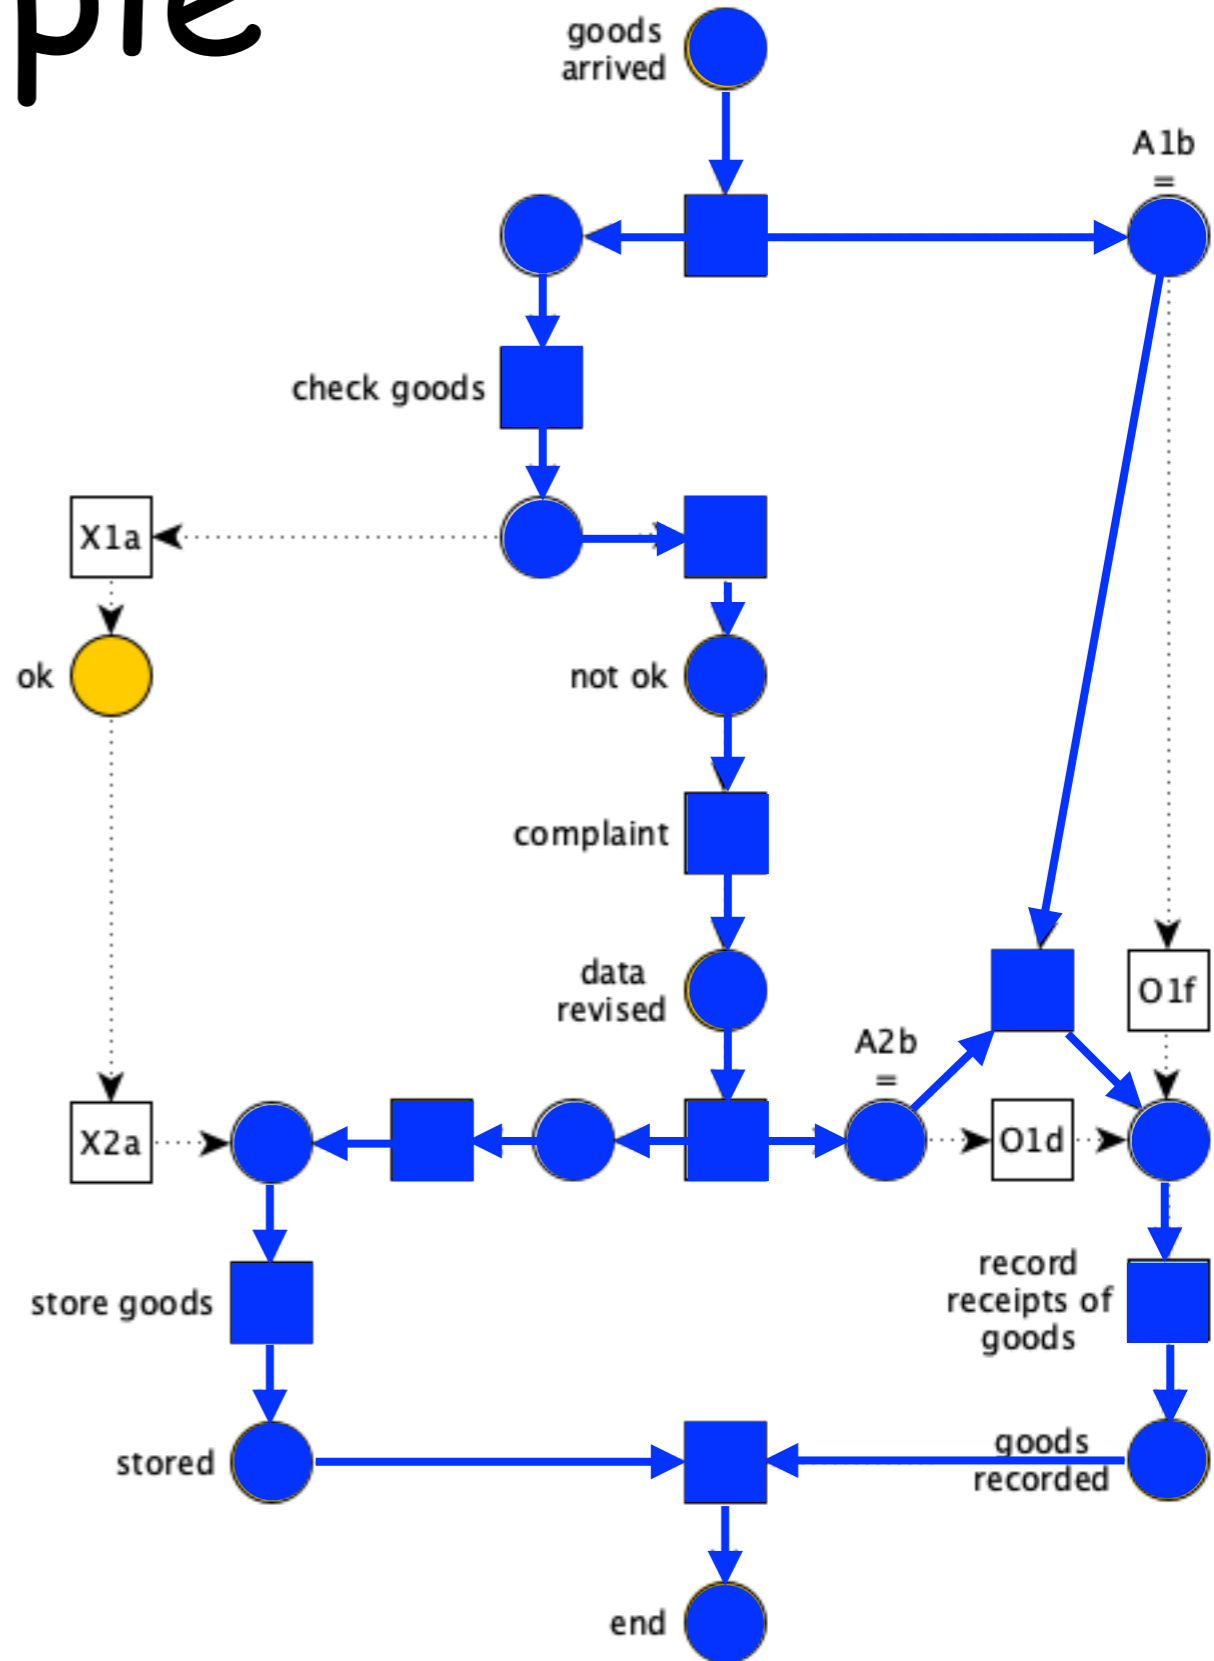 ple
goods
arrived
A1b
=
check goods
X1a
ok
not ok
complaint
data
revised
O1f
A2b
=
X2a
O1d
store goods
record
receipts of
goods
stored
goods
recorded
end